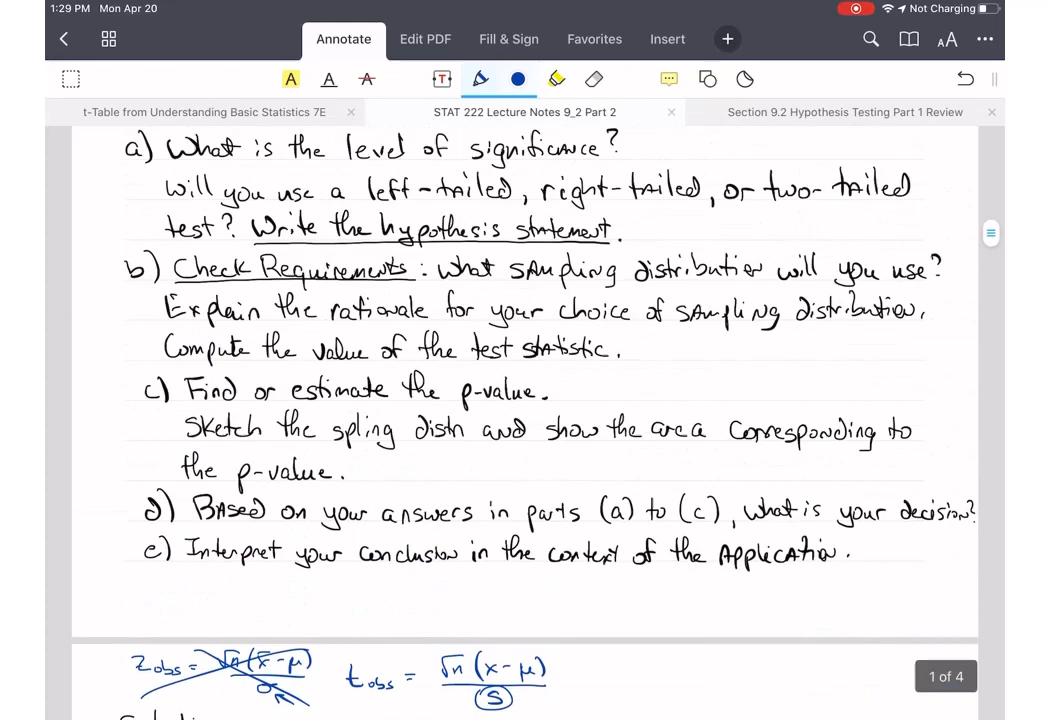 1:29 PM Mon Apr 20
Not Charging
Annotate Edit PDF Fill & Sign Favorites Insert
t-Table from Understanding Basic Statistics 7E STAT 222 Lecture Notes 9_2 Part 2 Section 9.2 Hypothesis Testing Part 1 Review
a) What is the level of significance?
Will you use a left-tailed, right-tailed, or two-tailed
test? Write the hypothesis statement.
b) Check Requirements: What sampling distribution will you use?
Explain the rationale for your choice of sampling distribution.
Compute the value of the test statistic.
c) Find or estimate the p-value.
Sketch the spling distn and show the area corresponding to
the p-value.
d) Based on your answers in parts (a) to (c), what is your decision?
e) Interpret your conclusion in the context of the Application.
Zobs = √n(x̄-μ)/σ tobs = √n(x-μ)/S
1 of 4